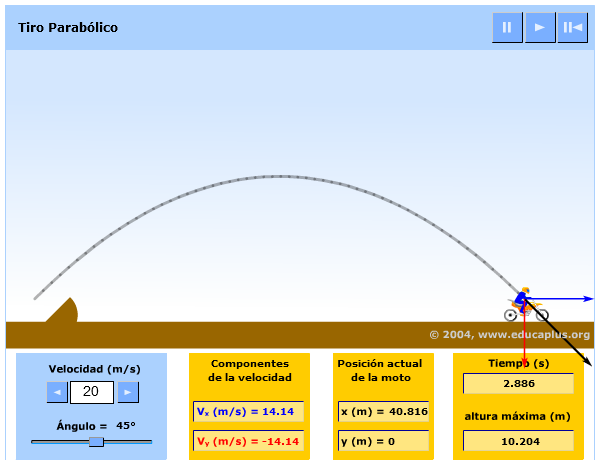 Tiro Parabólico
© 2004, www.educaplus.org
Velocidad (m/s)
20
Ángulo = 45°
Componentes
de la velocidad
Vx (m/s) = 14.14
Vy (m/s) = -14.14
Posición actual
de la moto
x (m) = 40.816
y (m) = 0
Tiempo (s)
2.886
altura máxima (m)
10.204